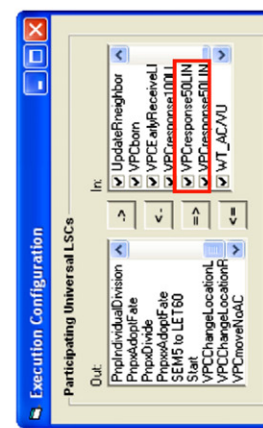 Execution Configuration
Participating Universal LSCs
Out:
PnplIndividualDivision
PnpxAdoptFate
PnpxDivide
PnpxxAdoptFate
SEM5 to LET60
Start
VPCChangeLocationL
VPCChangeLocationR
VPCmoveNoAC
->
<-
=>
<=
In:
UpdateRneighbor
VPCborn
VPCEarlyReceiveLI
VPCresponse100LI
VPCresponse50LIN
VPCresponse50LIN
WT_AC/VU